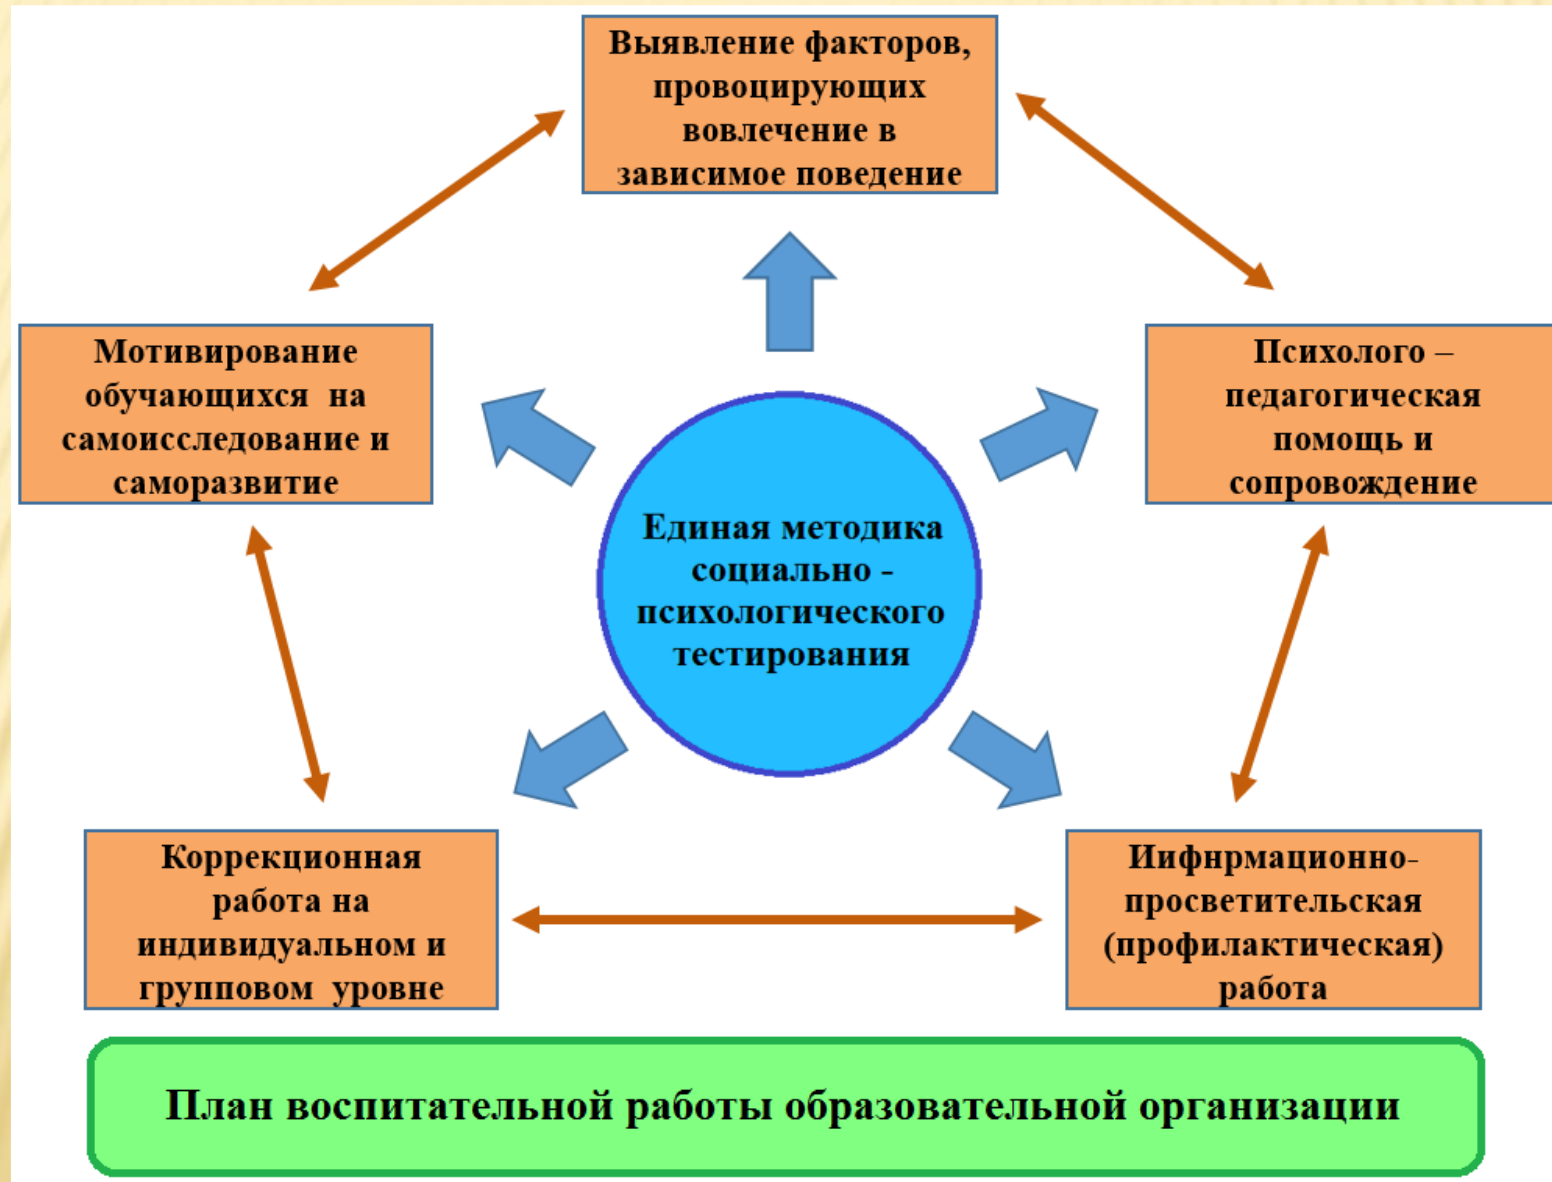 Выявление факторов,
провоцирующих
вовлечение в
зависимое поведение
Мотивирование
обучающихся на
самоисследование и
саморазвитие
Психолого –
педагогическая
помощь и
сопровождение
Единая методика
социально -
психологического
тестирования
Коррекционная
работа на
индивидуальном и
групповом уровне
Иифнрмационно-
просветительская
(профилактическая)
работа
План воспитательной работы образовательной организации